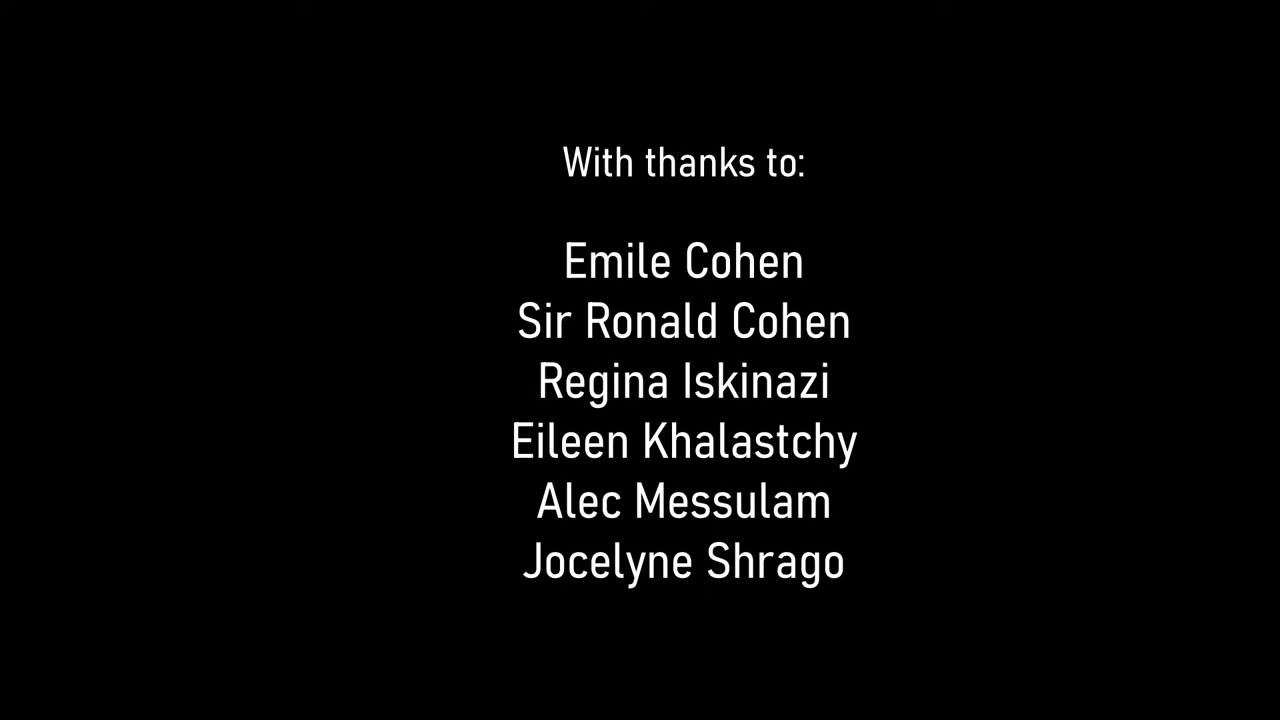 With thanks to:
Emile Cohen
Sir Ronald Cohen
Regina Iskinazi
Eileen Khalastchy
Alec Messulam
Jocelyne Shrago